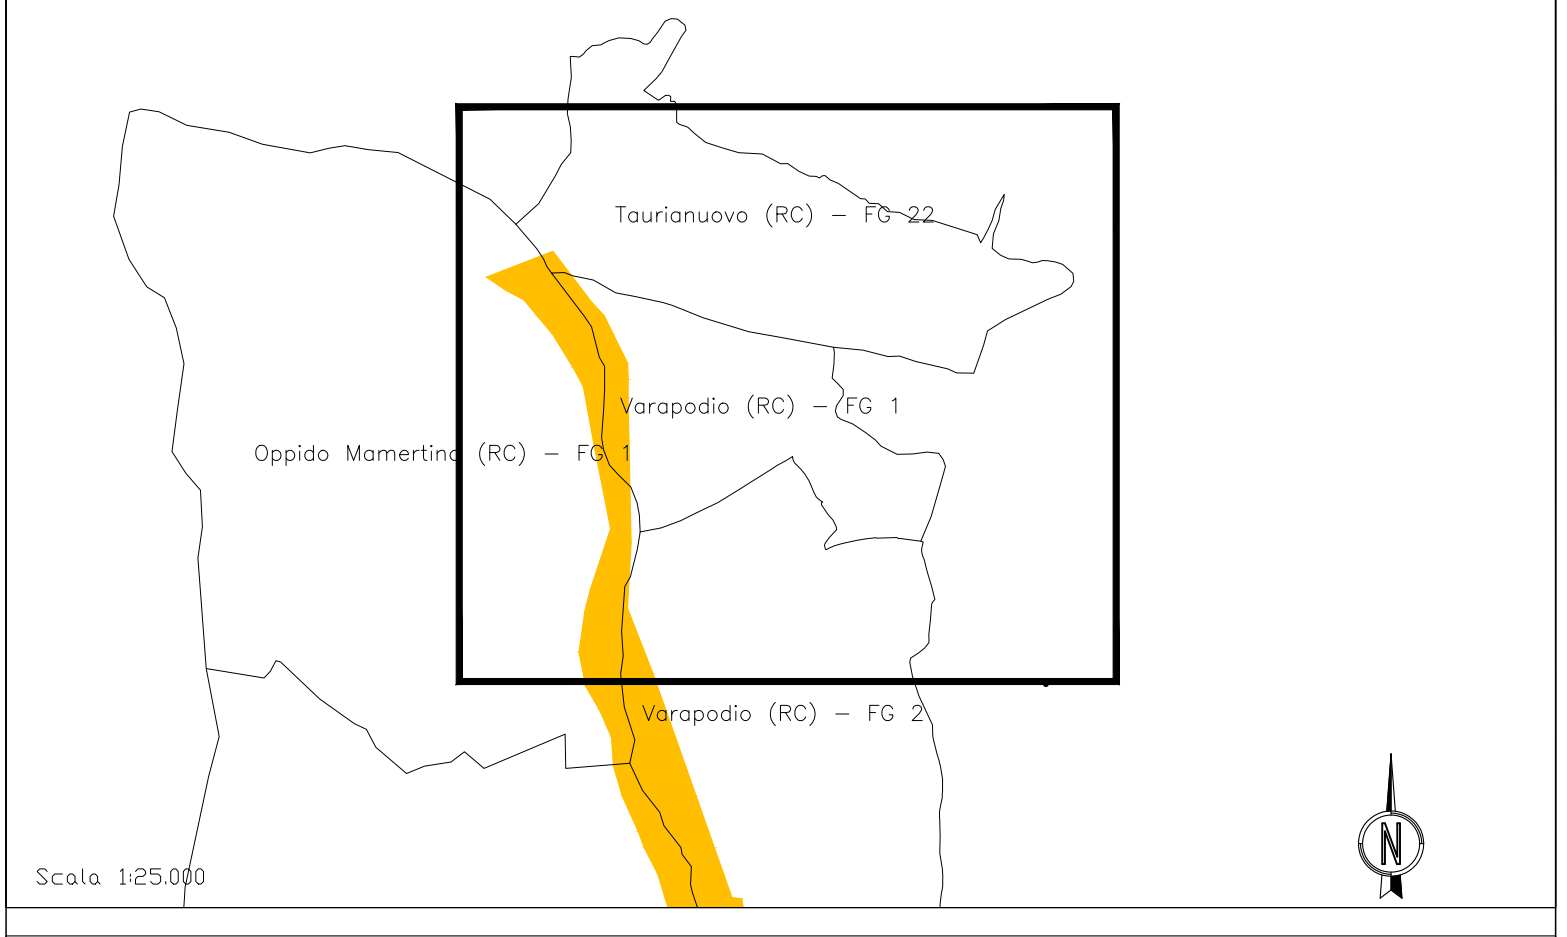 Taurianuovo (RC) – FG 22
Varapodio (RC) – FG 1
Oppido Mamertino (RC) – FG 1
Varapodio (RC) – FG 2
N
Scala 1:25.000